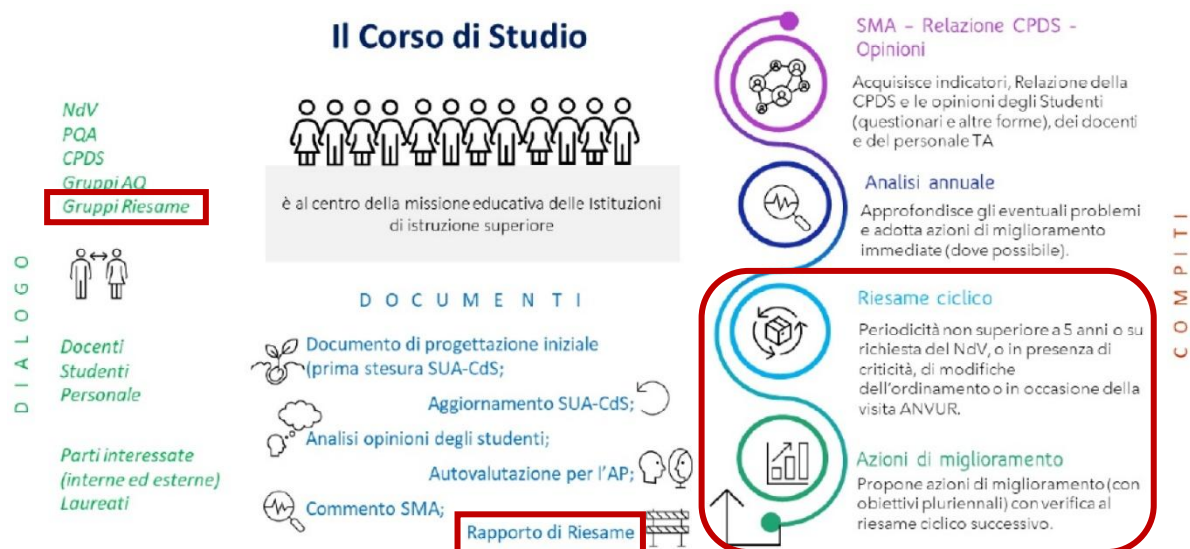 Il Corso di Studio
NdV
PQA
CPDS
Gruppi AQ
Gruppi Riesame
DIALOGO
Docenti
Studenti
Personale
Parti interessate
(interne ed esterne)
Laureati
è al centro della missione educativa delle Istituzioni
di istruzione superiore
DOCUMENTI
Documento di progettazione iniziale
(prima stesura SUA-CdS;
Aggiornamento SUA-CdS;
Analisi opinioni degli studenti;
Autovalutazione per l'AP;
Commento SMA;
Rapporto di Riesame
SMA – Relazione CPDS -
Opinioni
Acquisisce indicatori, Relazione della
CPDS e le opinioni degli Studenti
(questionari e altre forme), dei docenti
e del personale TA
Analisi annuale
Approfondisce gli eventuali problemi
e adotta azioni di miglioramento
immediate (dove possibile).
Riesame ciclico
Periodicità non superiore a 5 anni o su
richiesta del NdV, o in presenza di
criticità, di modifiche
dell'ordinamento o in occasione della
visita ANVUR.
Azioni di miglioramento
Propone azioni di miglioramento (con
obiettivi pluriennali) con verifica al
riesame ciclico successivo.
COMPITI